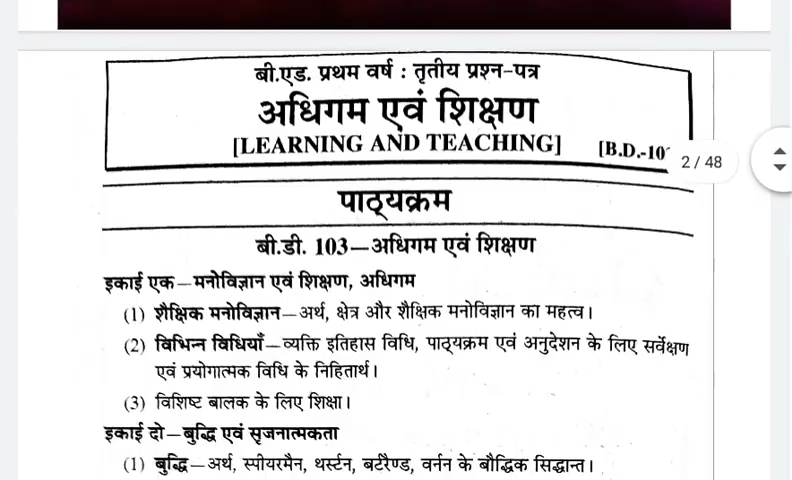 बी.एड. प्रथम वर्ष : तृतीय प्रश्न-पत्र
अधिगम एवं शिक्षण
[LEARNING AND TEACHING] [B.D.-10
2 / 48
पाठ्यक्रम
बी.डी. 103—अधिगम एवं शिक्षण
इकाई एक—मनोविज्ञान एवं शिक्षण, अधिगम
(1) शैक्षिक मनोविज्ञान—अर्थ, क्षेत्र और शैक्षिक मनोविज्ञान का महत्व।
(2) विभिन्न विधियाँ—व्यक्ति इतिहास विधि, पाठ्यक्रम एवं अनुदेशन के लिए सर्वेक्षण
एवं प्रयोगात्मक विधि के निहितार्थ।
(3) विशिष्ट बालक के लिए शिक्षा।
इकाई दो—बुद्धि एवं सृजनात्मकता
(1) बुद्धि—अर्थ, स्पीयरमैन, थर्स्टन, बर्टरैण्ड, वर्नन के बौद्धिक सिद्धान्त।